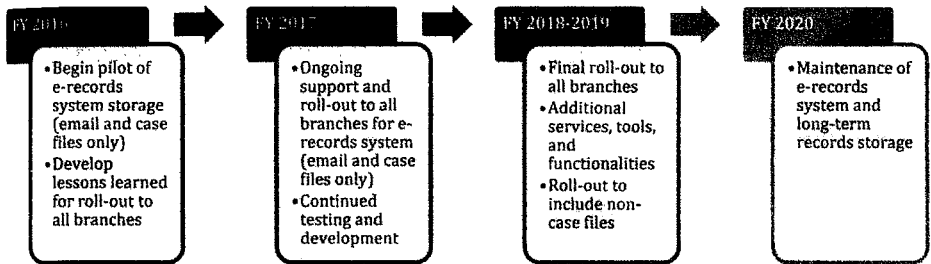 FY 2016
• Begin pilot of
e-records
system storage
(email and case
files only)
• Develop
lessons learned
for roll-out to
all branches
FY 2017
• Ongoing
support and
roll-out to all
branches for e-
records system
(email and case
files only)
• Continued
testing and
development
FY 2018-2019
• Final roll-out to
all branches
• Additional
services, tools,
and
functionalities
• Roll-out to
include non-
case files
FY 2020
• Maintenance of
e-records
system and
long-term
records storage